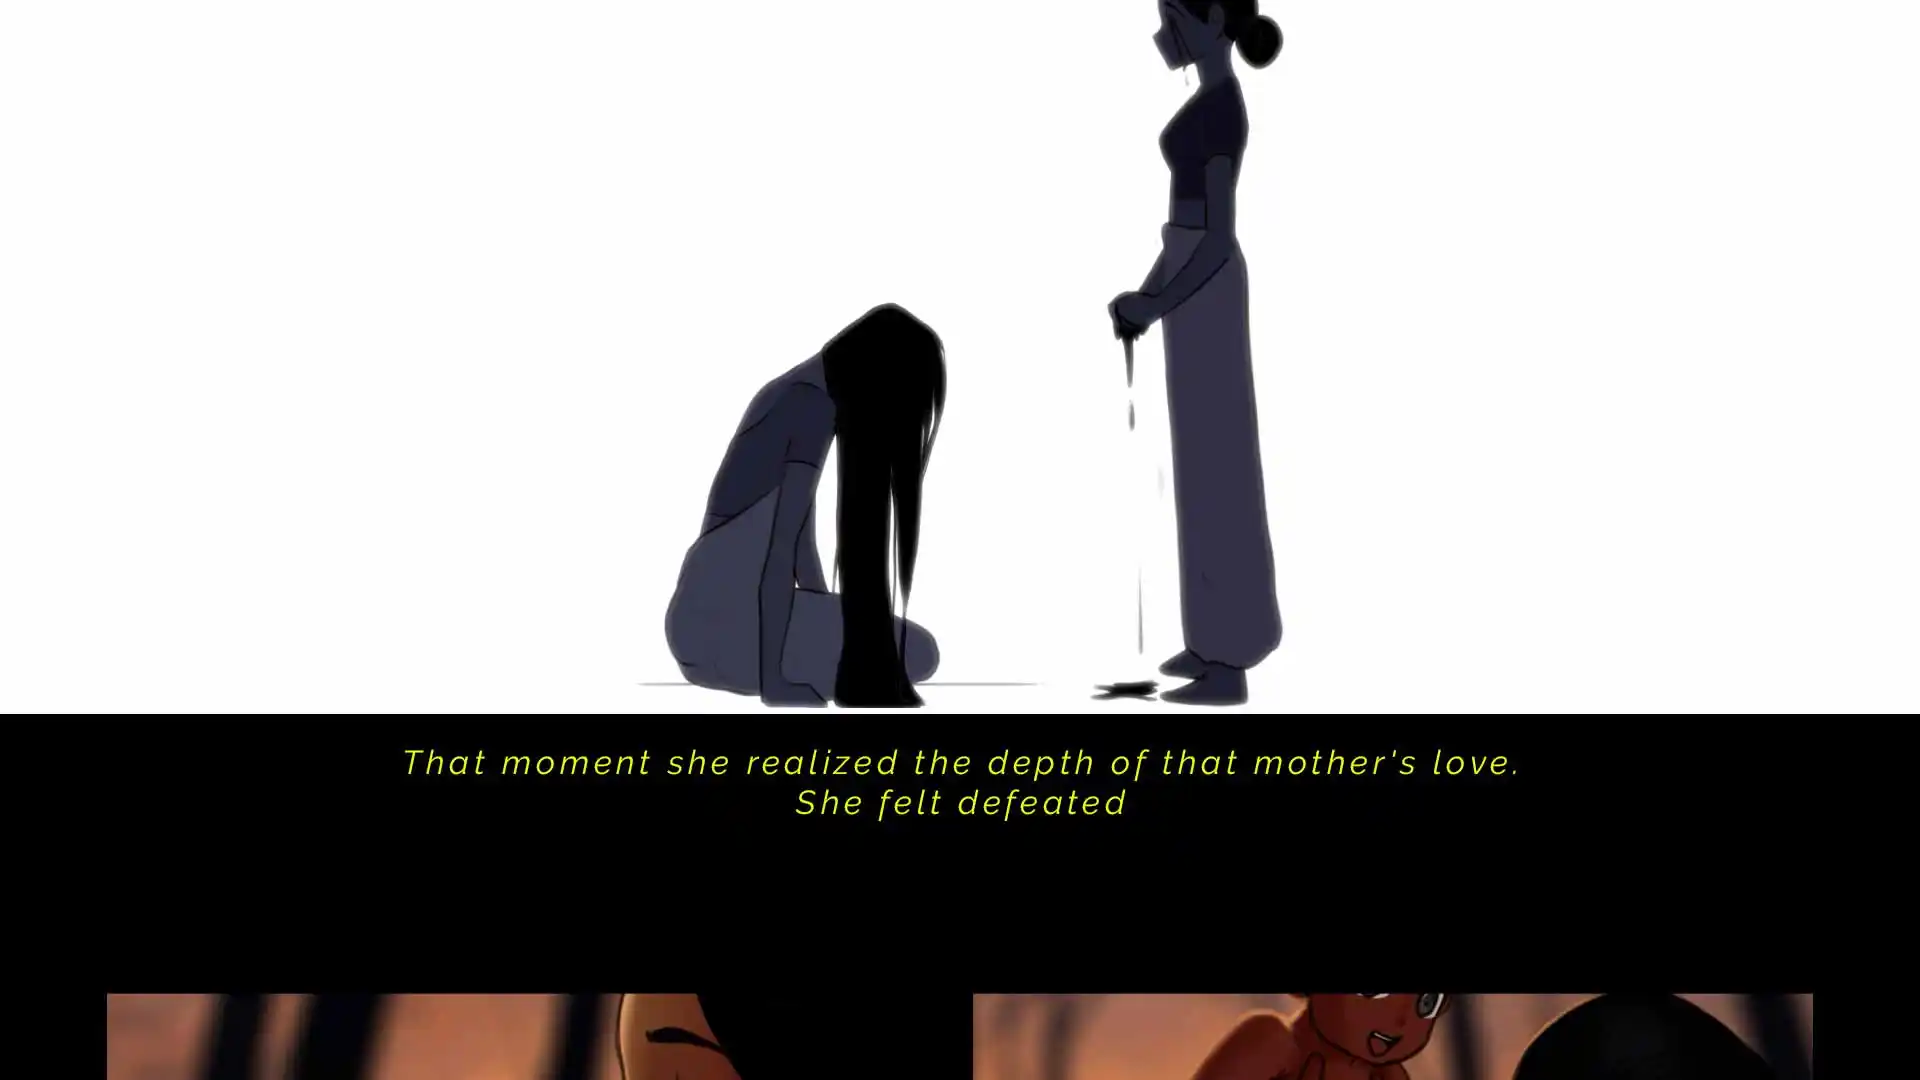 That moment she realized the depth of that mother's love.
She felt defeated